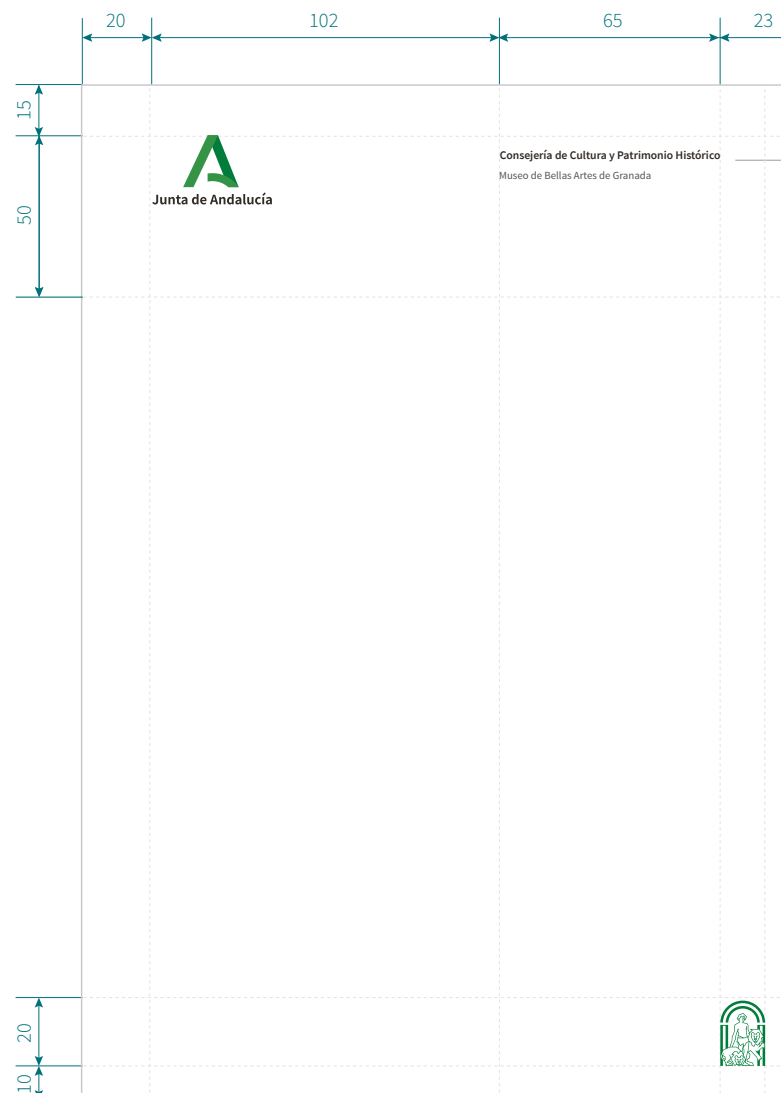 20 102 65 23
15
Consejería de Cultura y Patrimonio Histórico
Museo de Bellas Artes de Granada
Junta de Andalucía
50
20
10